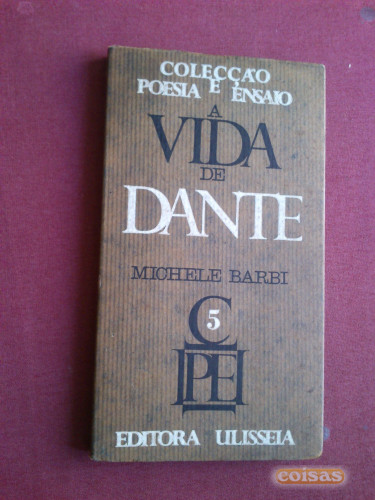 COLECÇÃO
POESIA E ENSAIO
A
VIDA
DE
DANTE
MICHELE BARBI
C
5
PE
EDITORA ULISSEIA
coisas